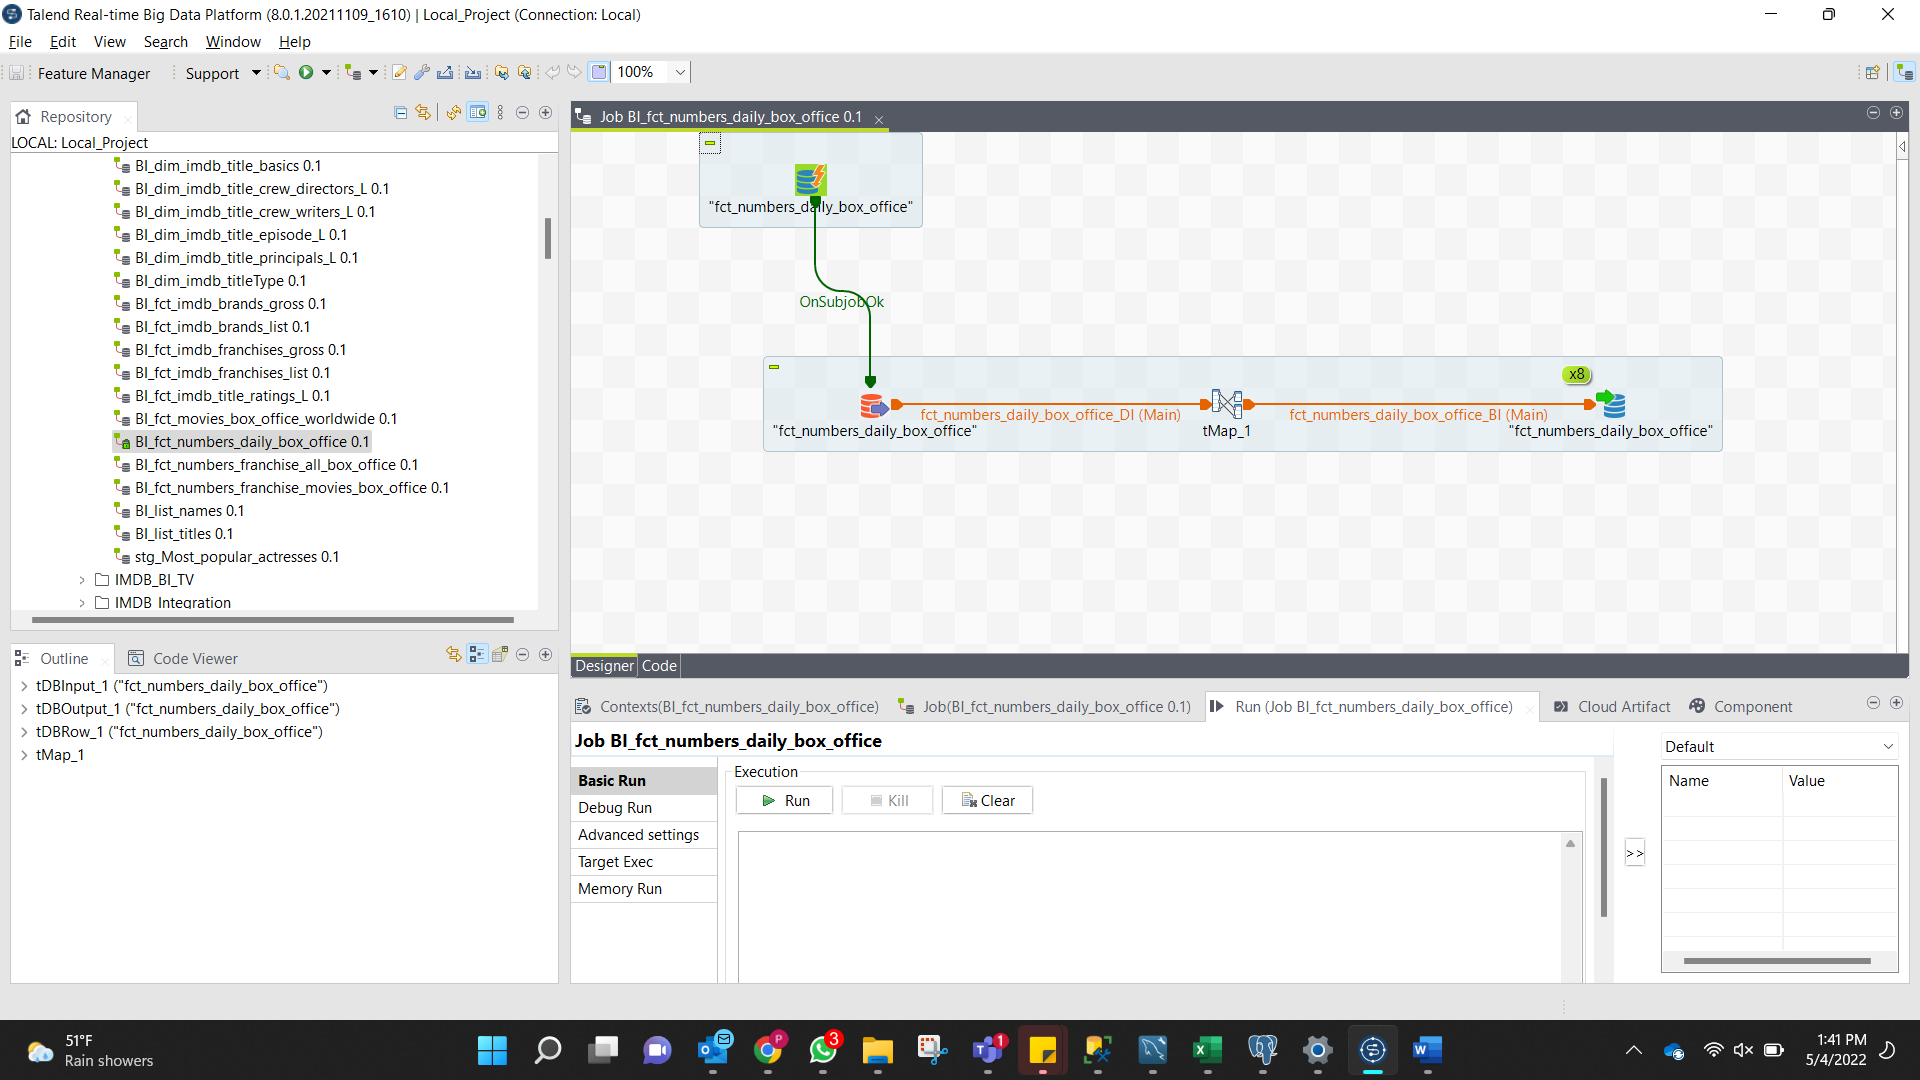 Talend Real-time Big Data Platform (8.0.1.20211109_1610) | Local_Project (Connection: Local)
File Edit View Search Window Help
Feature Manager Support 100%
Repository
LOCAL: Local_Project
BI_dim_imdb_title_basics 0.1
BI_dim_imdb_title_crew_directors_L 0.1
BI_dim_imdb_title_crew_writers_L 0.1
BI_dim_imdb_title_episode_L 0.1
BI_dim_imdb_title_principals_L 0.1
BI_dim_imdb_titleType 0.1
BI_fct_imdb_brands_gross 0.1
BI_fct_imdb_brands_list 0.1
BI_fct_imdb_franchises_gross 0.1
BI_fct_imdb_franchises_list 0.1
BI_fct_imdb_title_ratings_L 0.1
BI_fct_movies_box_office_worldwide 0.1
BI_fct_numbers_daily_box_office 0.1
BI_fct_numbers_franchise_all_box_office 0.1
BI_fct_numbers_franchise_movies_box_office 0.1
BI_list_names 0.1
BI_list_titles 0.1
stg_Most_popular_actresses 0.1
IMDB_BI_TV
IMDB_Integration
Outline Code Viewer
tDBInput_1 ("fct_numbers_daily_box_office")
tDBOutput_1 ("fct_numbers_daily_box_office")
tDBRow_1 ("fct_numbers_daily_box_office")
tMap_1
Job BI_fct_numbers_daily_box_office 0.1
"fct_numbers_daily_box_office"
OnSubjobOk
x8
fct_numbers_daily_box_office_DI (Main) fct_numbers_daily_box_office_BI (Main)
"fct_numbers_daily_box_office" tMap_1 "fct_numbers_daily_box_office"
Designer Code
Contexts(BI_fct_numbers_daily_box_office) Job(BI_fct_numbers_daily_box_office 0.1) Run (Job BI_fct_numbers_daily_box_office) Cloud Artifact Component
Job BI_fct_numbers_daily_box_office
Basic Run
Debug Run
Advanced settings
Target Exec
Memory Run
Execution
Run Kill Clear
>>
Default
Name Value
51°F
Rain showers
P
3
1
1:41 PM
5/4/2022